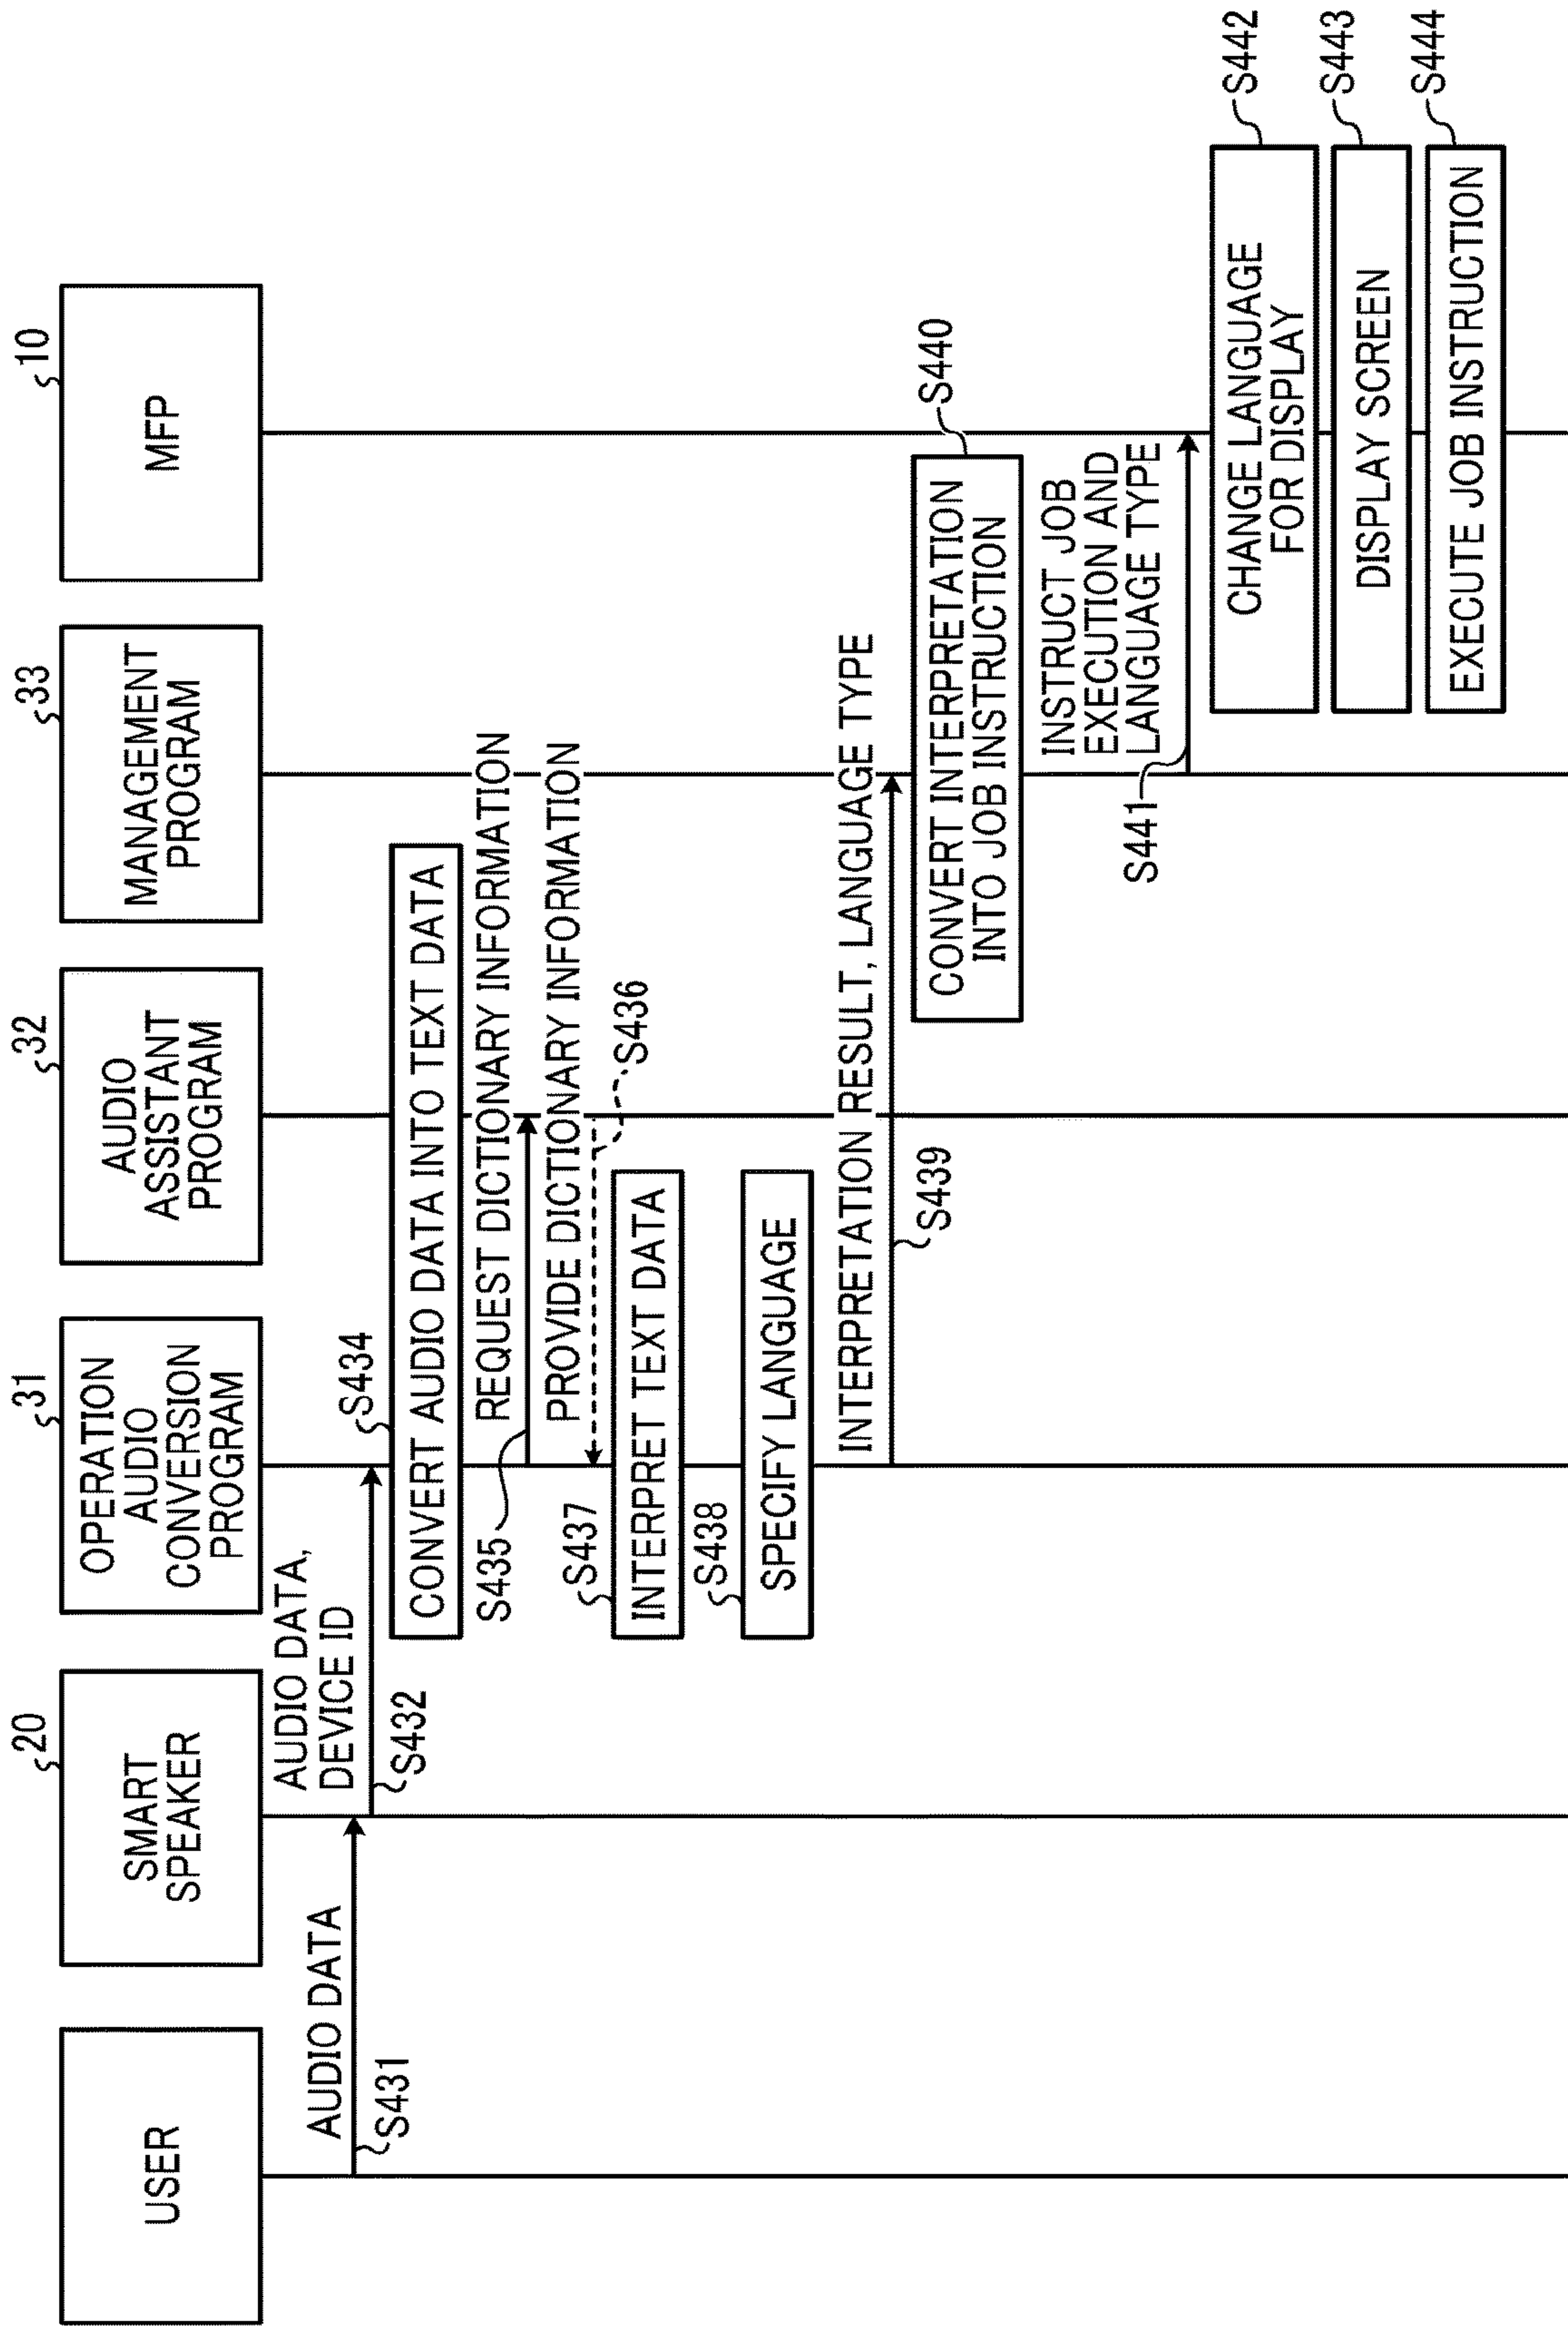 USER
20
SMART
SPEAKER
31
OPERATION
AUDIO
CONVERSION
PROGRAM
32
AUDIO
ASSISTANT
PROGRAM
33
MANAGEMENT
PROGRAM
10
MFP
AUDIO DATA
S431
AUDIO DATA,
DEVICE ID
S432
S434
CONVERT AUDIO DATA INTO TEXT DATA
REQUEST DICTIONARY INFORMATION
S435
PROVIDE DICTIONARY INFORMATION
S436
S437
INTERPRET TEXT DATA
S438
SPECIFY LANGUAGE
INTERPRETATION RESULT, LANGUAGE TYPE
S439
S440
CONVERT INTERPRETATION
INTO JOB INSTRUCTION
INSTRUCT JOB
EXECUTION AND
LANGUAGE TYPE
S441
CHANGE LANGUAGE
FOR DISPLAY
S442
DISPLAY SCREEN
S443
EXECUTE JOB INSTRUCTION
S444